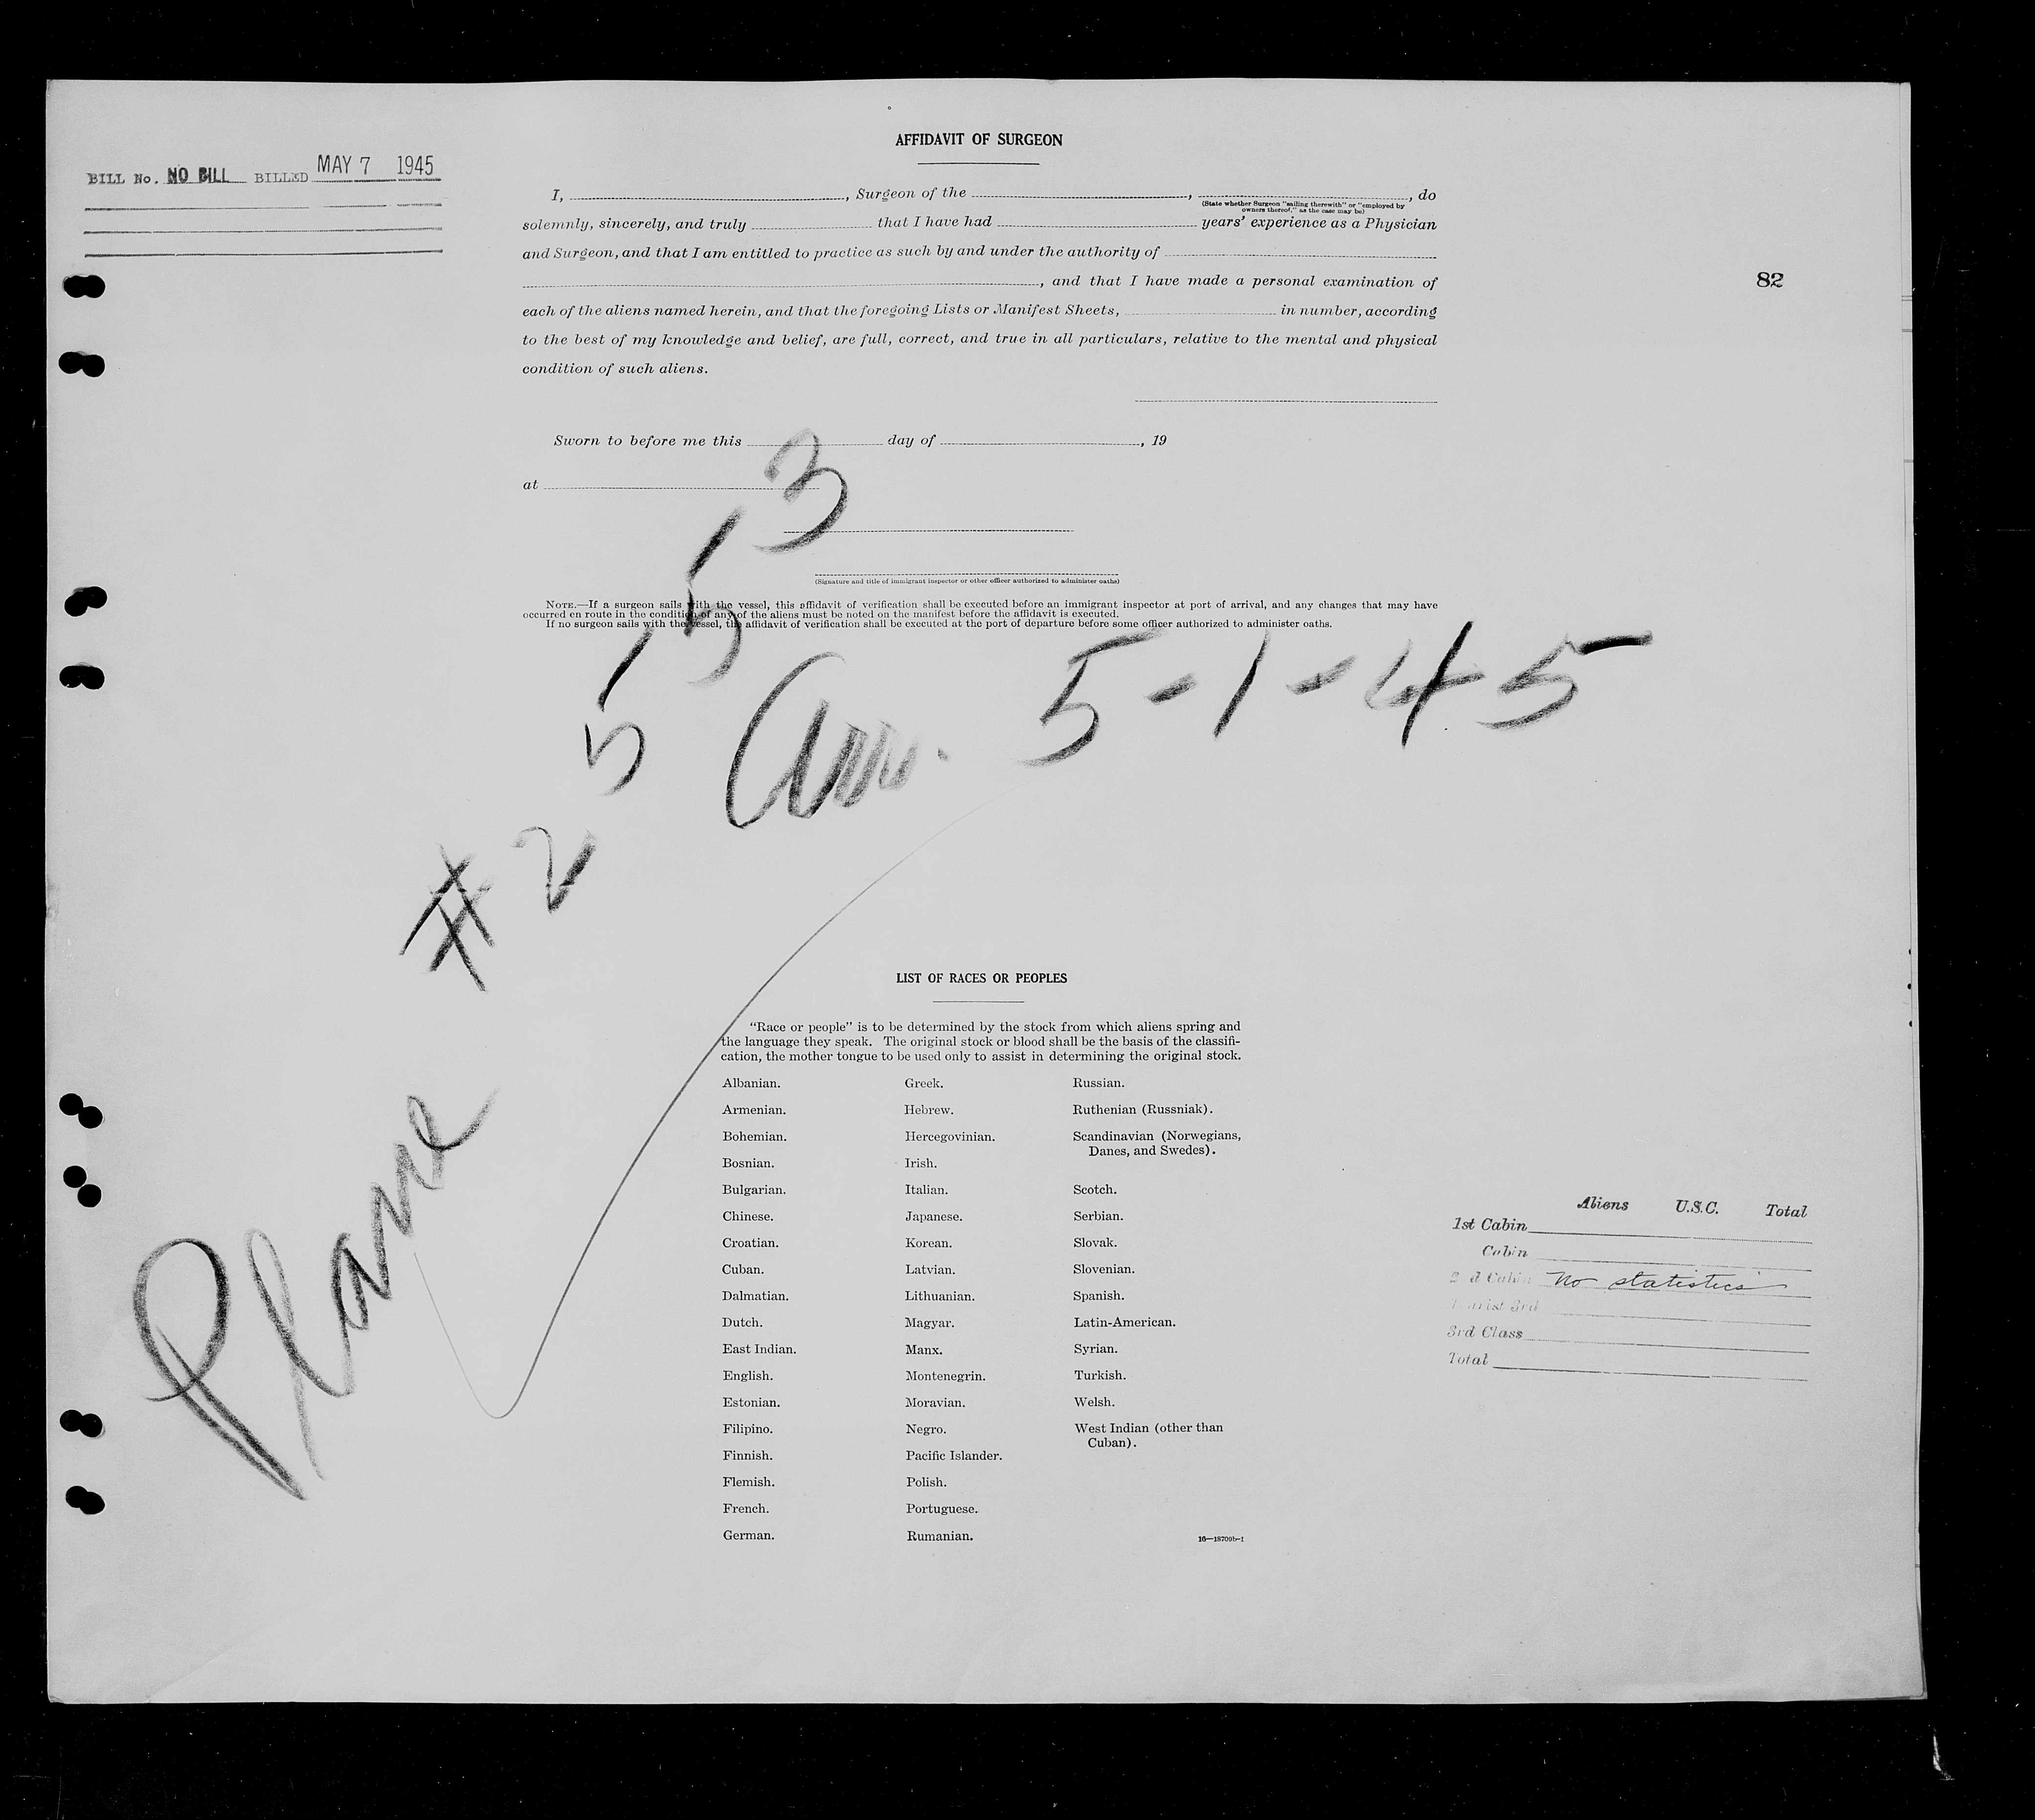 AFFIDAVIT OF SURGEON
BILL No. NO BILL BILLED MAY 7 1945
I, , Surgeon of the , , do
(State whether Surgeon "sailing therewith" or "employed by
owners thereof," as the case may be)
solemnly, sincerely, and truly that I have had years' experience as a Physician
and Surgeon, and that I am entitled to practice as such by and under the authority of
, and that I have made a personal examination of
82
each of the aliens named herein, and that the foregoing Lists or Manifest Sheets, in number, according
to the best of my knowledge and belief, are full, correct, and true in all particulars, relative to the mental and physical
condition of such aliens.
Sworn to before me this day of , 19
at
(Signature and title of immigrant inspector or other officer authorized to administer oaths)
NOTE.—If a surgeon sails with the vessel, this affidavit of verification shall be executed before an immigrant inspector at port of arrival, and any changes that may have
occurred en route in the condition of any of the aliens must be noted on the manifest before the affidavit is executed.
If no surgeon sails with the vessel, the affidavit of verification shall be executed at the port of departure before some officer authorized to administer oaths.
Plane #2553
Arr. 5-1-45
LIST OF RACES OR PEOPLES
"Race or people" is to be determined by the stock from which aliens spring and
the language they speak. The original stock or blood shall be the basis of the classifi-
cation, the mother tongue to be used only to assist in determining the original stock.
Albanian. Greek. Russian.
Armenian. Hebrew. Ruthenian (Russniak).
Bohemian. Hercegovinian. Scandinavian (Norwegians,
Danes, and Swedes).
Bosnian. Irish.
Bulgarian. Italian. Scotch.
Chinese. Japanese. Serbian.
Croatian. Korean. Slovak.
Cuban. Latvian. Slovenian.
Dalmatian. Lithuanian. Spanish.
Dutch. Magyar. Latin-American.
East Indian. Manx. Syrian.
English. Montenegrin. Turkish.
Estonian. Moravian. Welsh.
Filipino. Negro. West Indian (other than
Cuban).
Finnish. Pacific Islander.
Flemish. Polish.
French. Portuguese.
German. Rumanian.
16—18709b-1
Aliens U.S.C. Total
1st Cabin
Cabin
2d Cabin No statistics
Tourist 3rd
3rd Class
Total